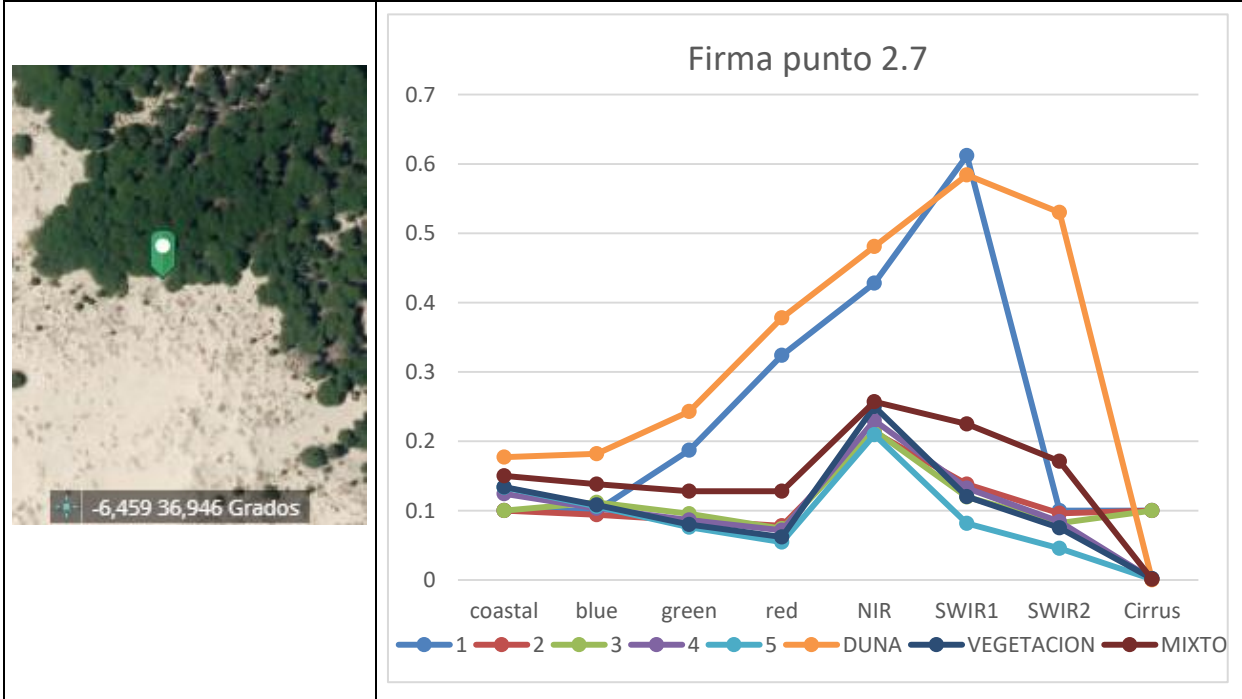 -6,459 36,946 Grados
Firma punto 2.7
0.7
0.6
0.5
0.4
0.3
0.2
0.1
0
coastal blue green red NIR SWIR1 SWIR2 Cirrus
1 2 3 4 5 DUNA VEGETACION MIXTO